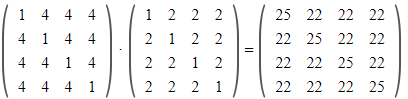 ( 1 4 4 4 ) ( 1 2 2 2 ) ( 25 22 22 22 )
( 4 1 4 4 ) . ( 2 1 2 2 ) = ( 22 25 22 22 )
( 4 4 1 4 ) ( 2 2 1 2 ) ( 22 22 25 22 )
( 4 4 4 1 ) ( 2 2 2 1 ) ( 22 22 22 25 )